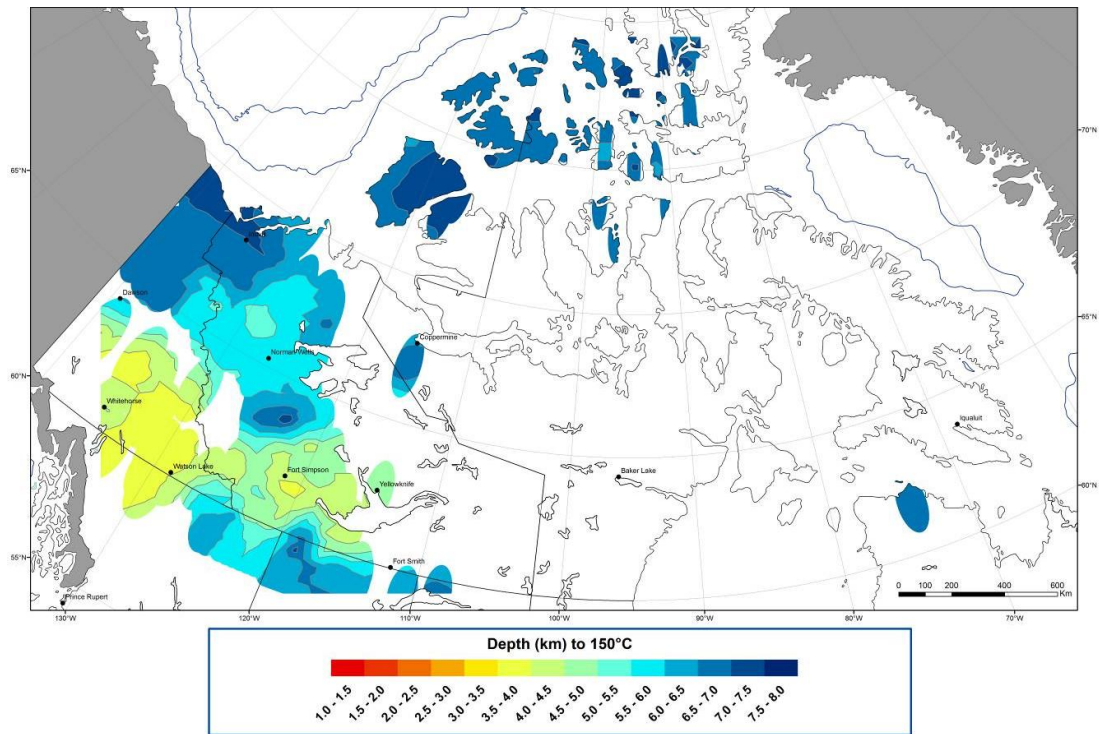 65°N
70°N
Dawson
Coppermine
Norman Wells
65°N
60°N
Whitehorse
Iqualuit
Watson Lake
Fort Simpson
Baker Lake
Yellowknife
60°N
55°N
Fort Smith
0 100 200 400 600
Km
Prince Rupert
130°W 120°W 110°W 100°W 90°W 80°W 70°W
Depth (km) to 150°C
1.0 - 1.5
1.5 - 2.0
2.0 - 2.5
2.5 - 3.0
3.0 - 3.5
3.5 - 4.0
4.0 - 4.5
4.5 - 5.0
5.0 - 5.5
5.5 - 6.0
6.0 - 6.5
6.5 - 7.0
7.0 - 7.5
7.5 - 8.0